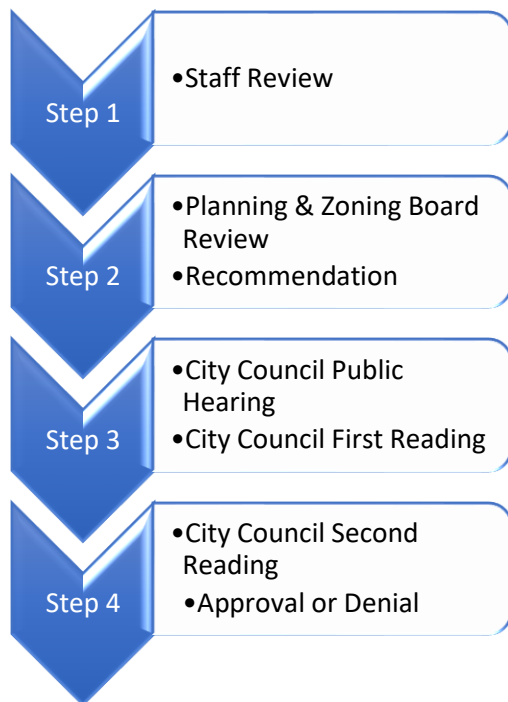 Step 1
•Staff Review
Step 2
•Planning & Zoning Board
Review
•Recommendation
Step 3
•City Council Public
Hearing
•City Council First Reading
Step 4
•City Council Second
Reading
•Approval or Denial